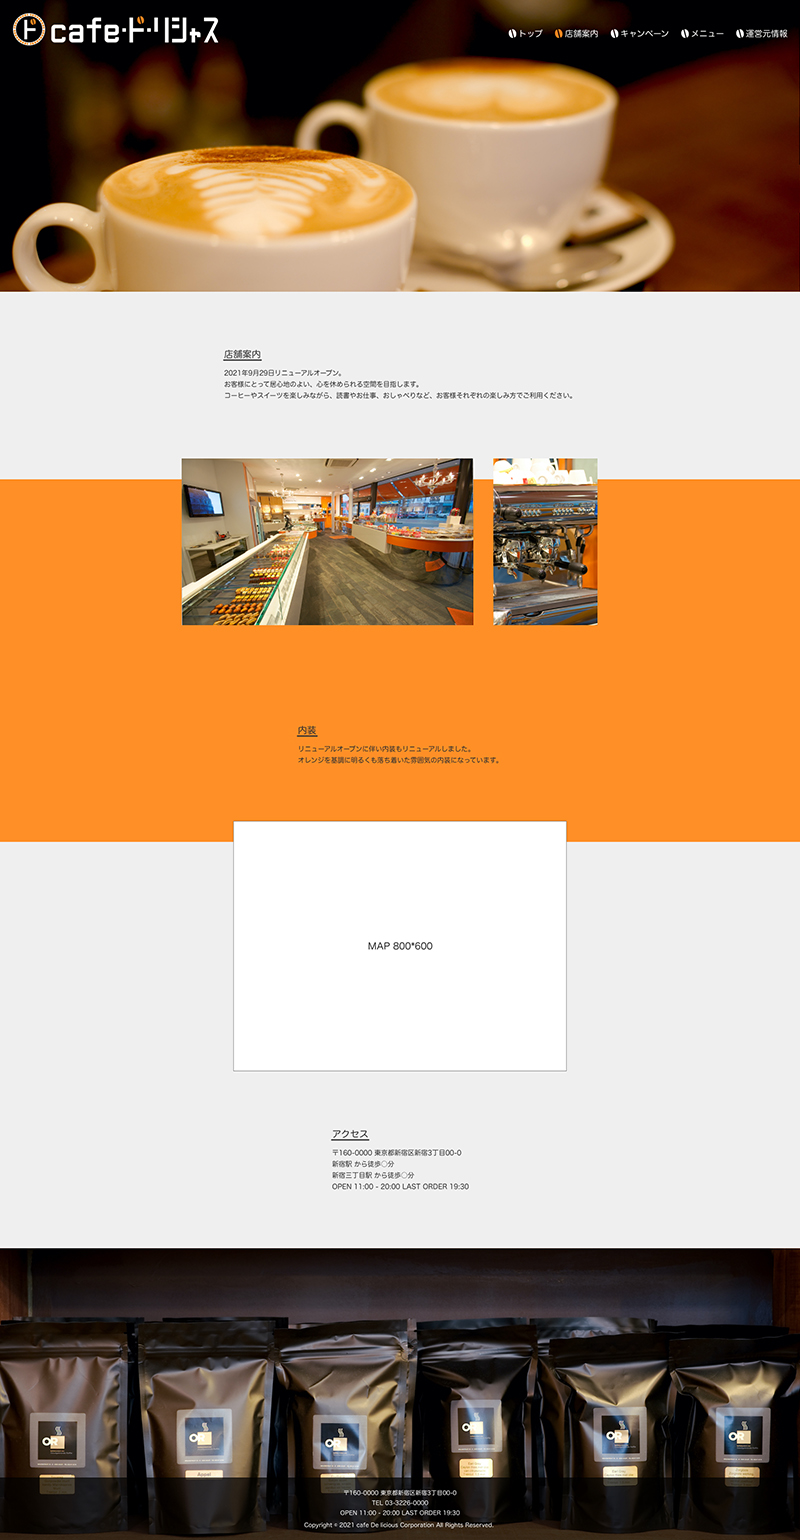 ド cafe・ド・リシャス
トップ 店舗案内 キャンペーン メニュー 運営元情報
店舗案内
2021年9月29日リニューアルオープン。
お客様にとって居心地のよい、心を休められる空間を目指します。
コーヒーやスイーツを楽しみながら、読書やお仕事、おしゃべりなど、お客様それぞれの楽しみ方でご利用ください。
内装
リニューアルオープンに伴い内装もリニューアルしました。
オレンジを基調に明るくも落ち着いた雰囲気の内装になっています。
MAP 800*600
アクセス
〒160-0000 東京都新宿区新宿3丁目00-0
新宿駅 から徒歩○分
新宿三丁目駅 から徒歩○分
OPEN 11:00 - 20:00 LAST ORDER 19:30
〒160-0000 東京都新宿区新宿3丁目00-0
TEL 03-3226-0000
OPEN 11:00 - 20:00 LAST ORDER 19:30
Copyright © 2021 cafe De licious Corporation All Rights Reserved.